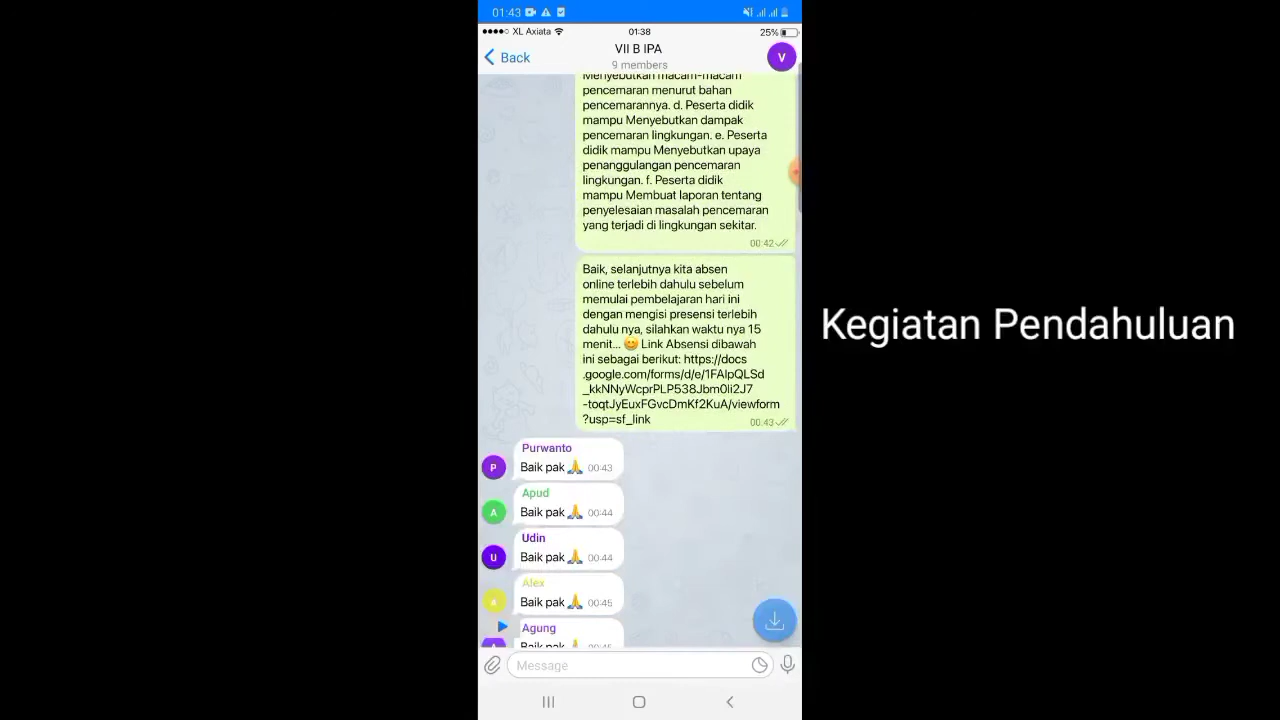 01:43
XL Axiata 01:38 25%
Back VII B IPA V
9 members
Menyebutkan macam-macam
pencemaran menurut bahan
pencemarannya. d. Peserta didik
mampu Menyebutkan dampak
pencemaran lingkungan. e. Peserta
didik mampu Menyebutkan upaya
penanggulangan pencemaran
lingkungan. f. Peserta didik
mampu Membuat laporan tentang
penyelesaian masalah pencemaran
yang terjadi di lingkungan sekitar.
00:42
Baik, selanjutnya kita absen
online terlebih dahulu sebelum
memulai pembelajaran hari ini
dengan mengisi presensi terlebih
dahulu nya, silahkan waktu nya 15
menit... 😄 Link Absensi dibawah
ini sebagai berikut: https://docs
.google.com/forms/d/e/1FAIpQLSd
_kkNNyWcprPLP538Jbm0li2J7
-toqtJyEuxFGvcDmKf2KuA/viewform
?usp=sf_link
00:43
Kegiatan Pendahuluan
Purwanto
P Baik pak🙏 00:43
Apud
A Baik pak🙏 00:44
Udin
U Baik pak🙏 00:44
Alex
A Baik pak🙏 00:45
Agung
Baik pak🙏
Message